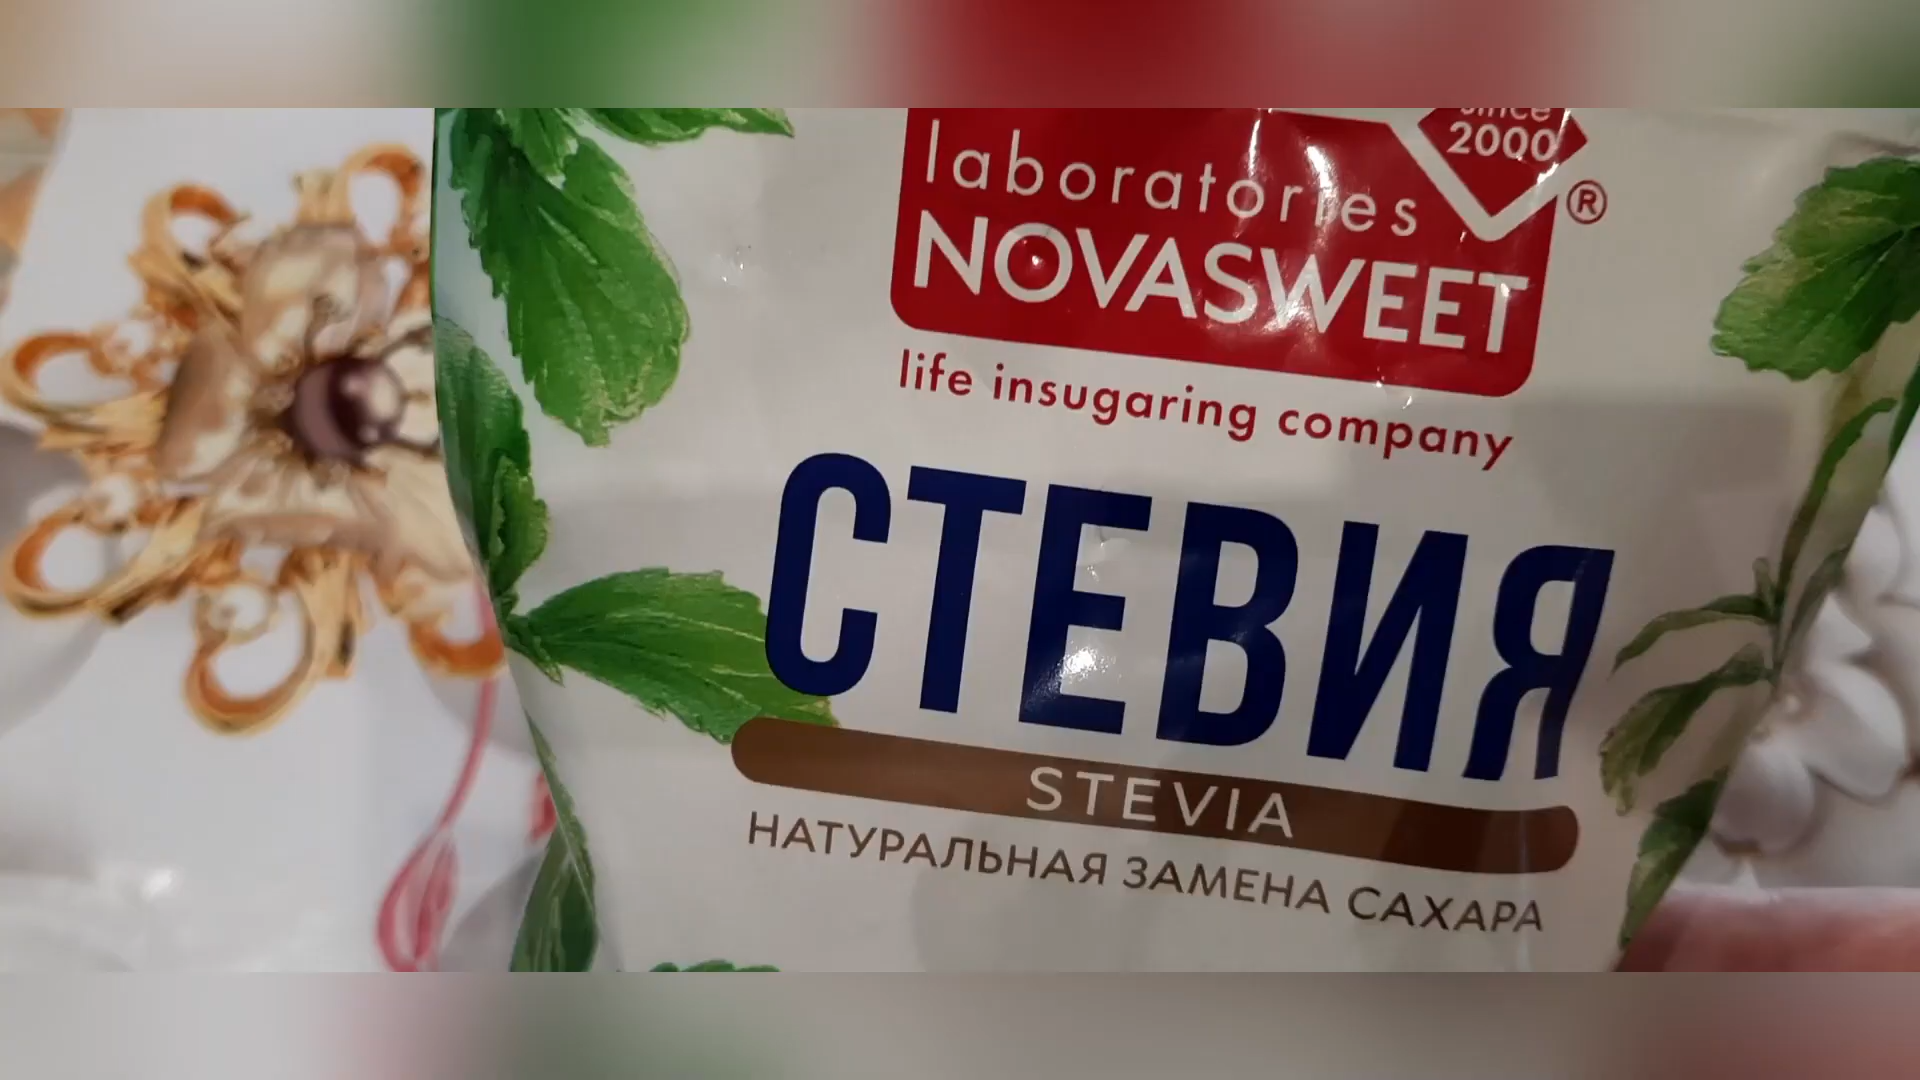 since
2000
laboratories
®
NOVASWEET
life insugaring company
СТЕВИЯ
STEVIA
НАТУРАЛЬНАЯ ЗАМЕНА САХАРА